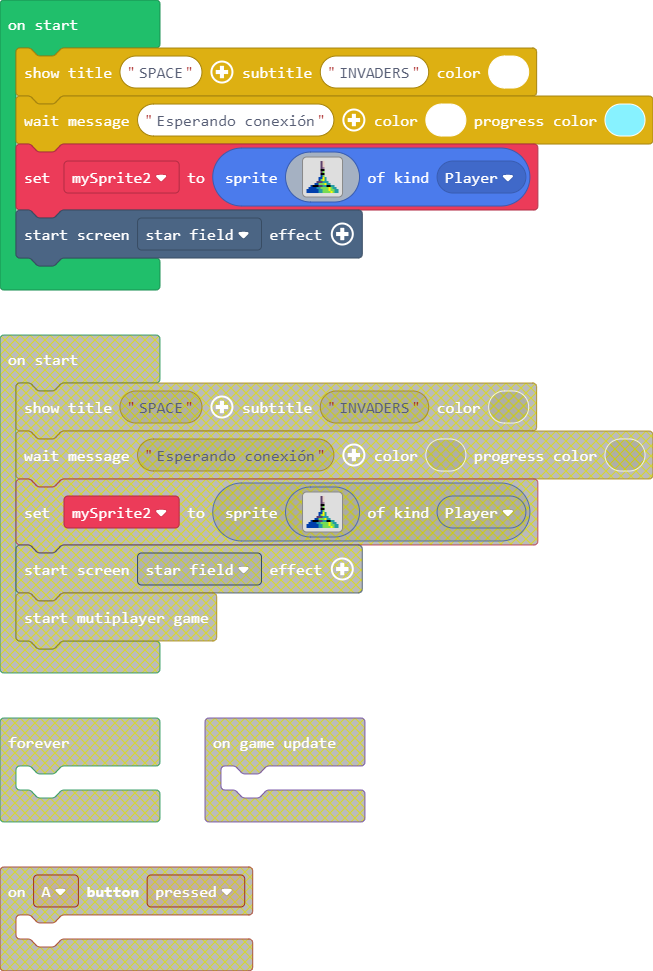 on start
show title "SPACE" subtitle "INVADERS" color
wait message "Esperando conexión" color progress color
set mySprite2 to sprite of kind Player
start screen star field effect
on start
show title "SPACE" subtitle "INVADERS" color
wait message "Esperando conexión" color progress color
set mySprite2 to sprite of kind Player
start screen star field effect
start mutiplayer game
forever
on game update
on A button pressed